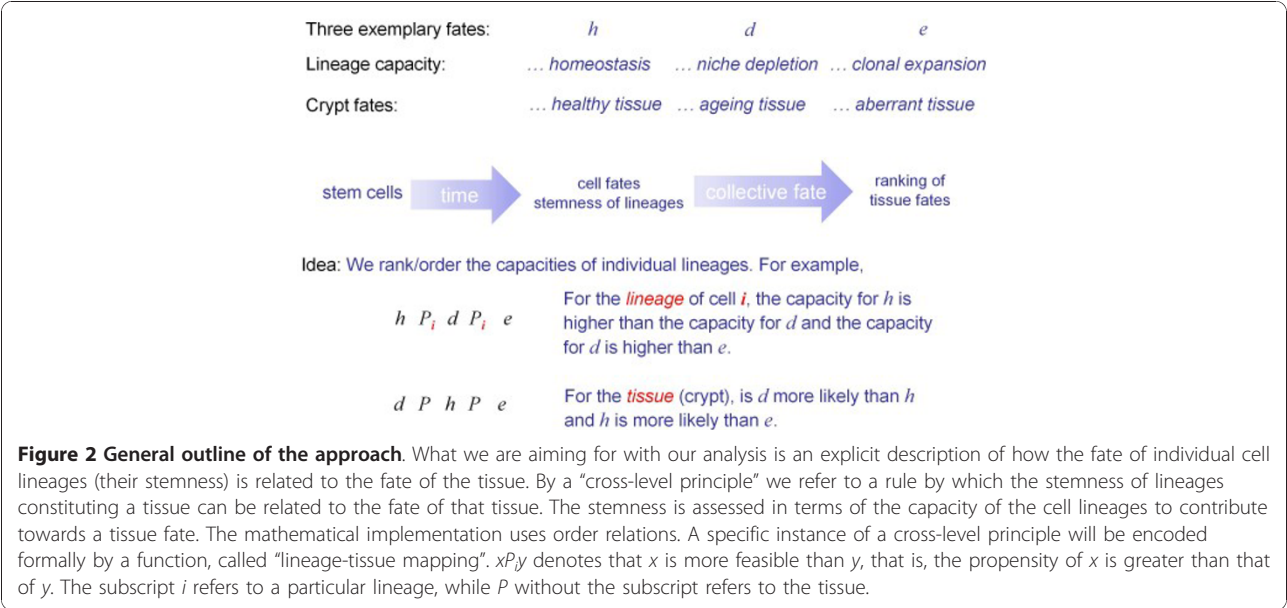 Three exemplary fates: h d e
Lineage capacity: … homeostasis … niche depletion … clonal expansion
Crypt fates: … healthy tissue … ageing tissue … aberrant tissue
stem cells time cell fates stemness of lineages collective fate ranking of tissue fates
Idea: We rank/order the capacities of individual lineages. For example,
h Pi d Pi e
For the lineage of cell i, the capacity for h is
higher than the capacity for d and the capacity
for d is higher than e.
d P h P e
For the tissue (crypt), is d more likely than h
and h is more likely than e.
Figure 2 General outline of the approach. What we are aiming for with our analysis is an explicit description of how the fate of individual cell
lineages (their stemness) is related to the fate of the tissue. By a “cross-level principle” we refer to a rule by which the stemness of lineages
constituting a tissue can be related to the fate of that tissue. The stemness is assessed in terms of the capacity of the cell lineages to contribute
towards a tissue fate. The mathematical implementation uses order relations. A specific instance of a cross-level principle will be encoded
formally by a function, called “lineage-tissue mapping”. xPiy denotes that x is more feasible than y, that is, the propensity of x is greater than that
of y. The subscript i refers to a particular lineage, while P without the subscript refers to the tissue.